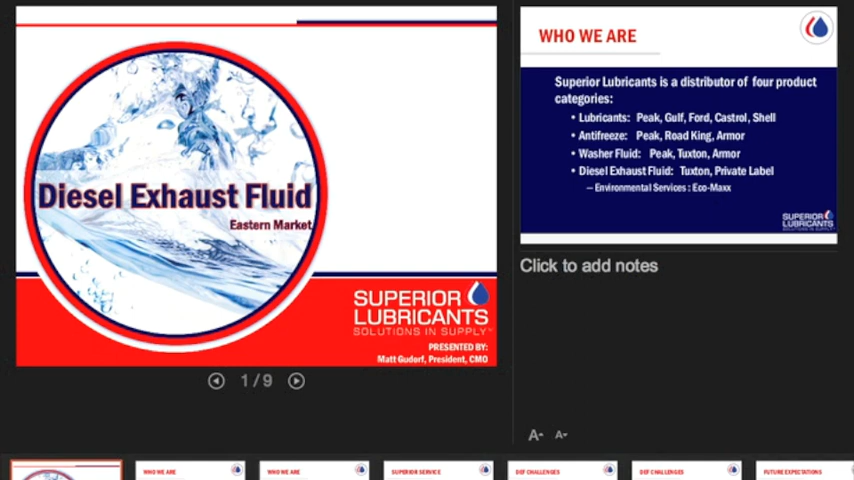 Diesel Exhaust Fluid
Eastern Market
SUPERIOR
LUBRICANTS
SOLUTIONS IN SUPPLY
PRESENTED BY:
Matt Gudorf, President, CMO
1/9
WHO WE ARE
Superior Lubricants is a distributor of four product
categories:
• Lubricants: Peak, Gulf, Ford, Castrol, Shell
• Antifreeze: Peak, Road King, Armor
• Washer Fluid: Peak, Tuxton, Armor
• Diesel Exhaust Fluid: Tuxton, Private Label
– Environmental Services : Eco-Maxx
SUPERIOR
LUBRICANTS
SOLUTIONS IN SUPPLY
Click to add notes
A A
WHO WE ARE
WHO WE ARE
SUPERIOR SERVICE
DEF CHALLENGES
DEF CHALLENGES
FUTURE EXPECTATIONS